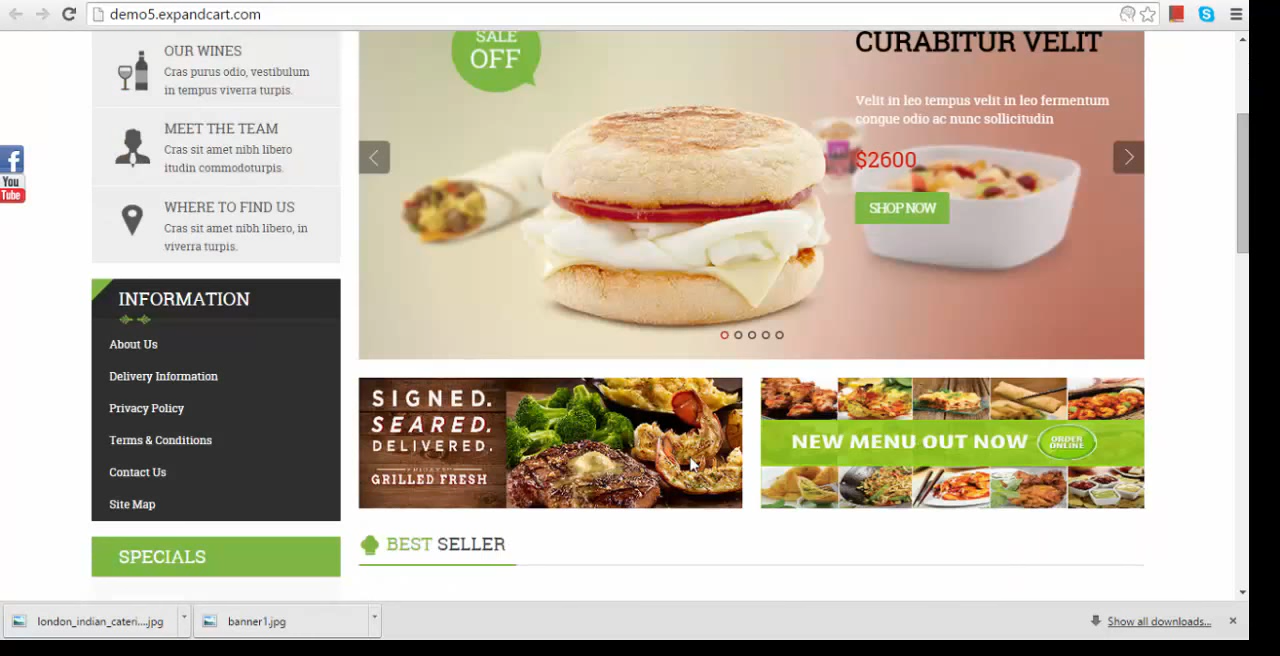 demo5.expandcart.com
OUR WINES
Cras purus odio, vestibulum
in tempus viverra turpis.
MEET THE TEAM
Cras sit amet nibh libero
itudin commodoturpis.
WHERE TO FIND US
Cras sit amet nibh libero, in
viverra turpis.
You
Tube
INFORMATION
About Us
Delivery Information
Privacy Policy
Terms & Conditions
Contact Us
Site Map
SPECIALS
SALE
OFF
CURABITUR VELIT
Velit in leo tempus velit in leo fermentum
congue odio ac nunc sollicitudin
$2600
SHOP NOW
SIGNED.
SEARED.
DELIVERED.
GRILLED FRESH
NEW MENU OUT NOW
ORDER
ONLINE
BEST SELLER
london_indian_cateri....jpg
banner1.jpg
Show all downloads...